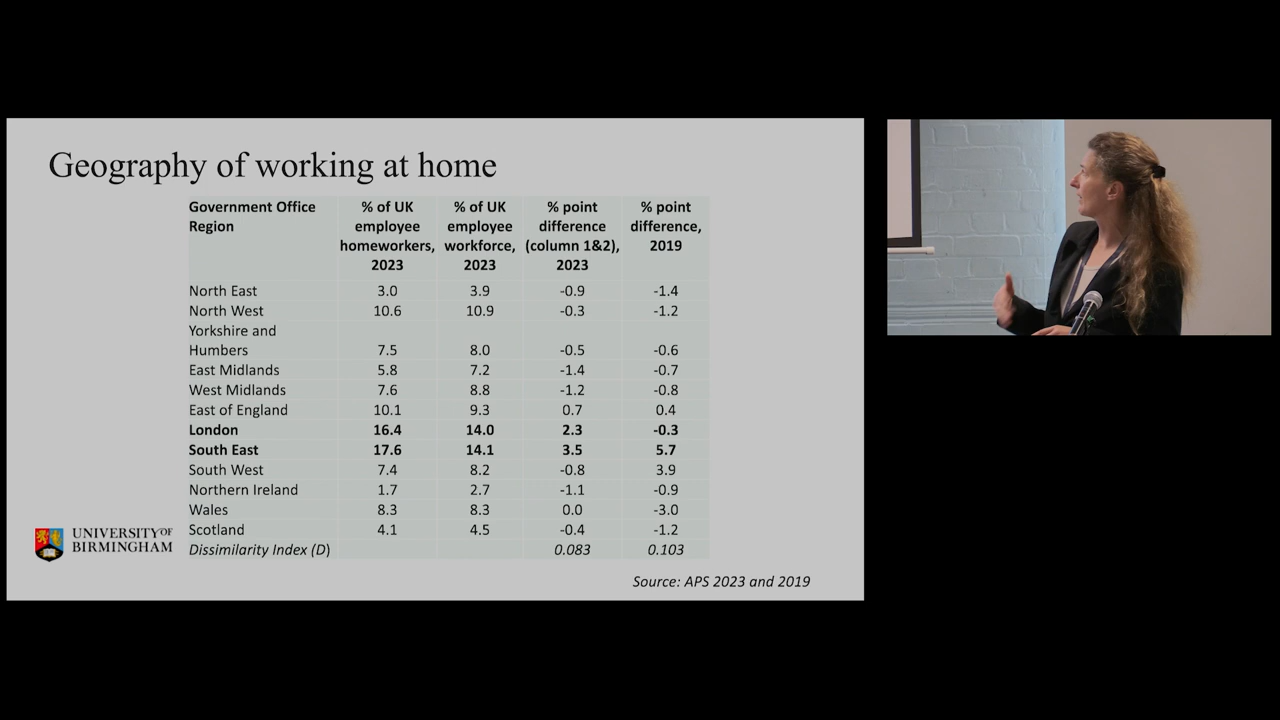 Geography of working at home
Government Office Region % of UK employee homeworkers, 2023 % of UK employee workforce, 2023 % point difference (column 1&2), 2023 % point difference, 2019
North East 3.0 3.9 -0.9 -1.4
North West 10.6 10.9 -0.3 -1.2
Yorkshire and
Humbers 7.5 8.0 -0.5 -0.6
East Midlands 5.8 7.2 -1.4 -0.7
West Midlands 7.6 8.8 -1.2 -0.8
East of England 10.1 9.3 0.7 0.4
London 16.4 14.0 2.3 -0.3
South East 17.6 14.1 3.5 5.7
South West 7.4 8.2 -0.8 3.9
Northern Ireland 1.7 2.7 -1.1 -0.9
Wales 8.3 8.3 0.0 -3.0
Scotland 4.1 4.5 -0.4 -1.2
Dissimilarity Index (D) 0.083 0.103
UNIVERSITY OF
BIRMINGHAM
Source: APS 2023 and 2019